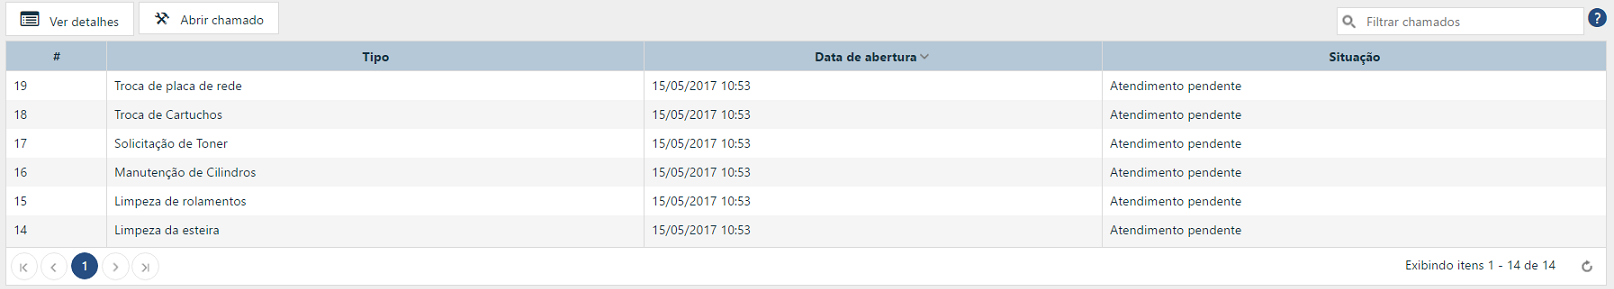 Ver detalhes Abrir chamado Filtrar chamados ?
# Tipo Data de abertura Situação
19 Troca de placa de rede 15/05/2017 10:53 Atendimento pendente
18 Troca de Cartuchos 15/05/2017 10:53 Atendimento pendente
17 Solicitação de Toner 15/05/2017 10:53 Atendimento pendente
16 Manutenção de Cilindros 15/05/2017 10:53 Atendimento pendente
15 Limpeza de rolamentos 15/05/2017 10:53 Atendimento pendente
14 Limpeza da esteira 15/05/2017 10:53 Atendimento pendente
1 Exibindo itens 1 - 14 de 14